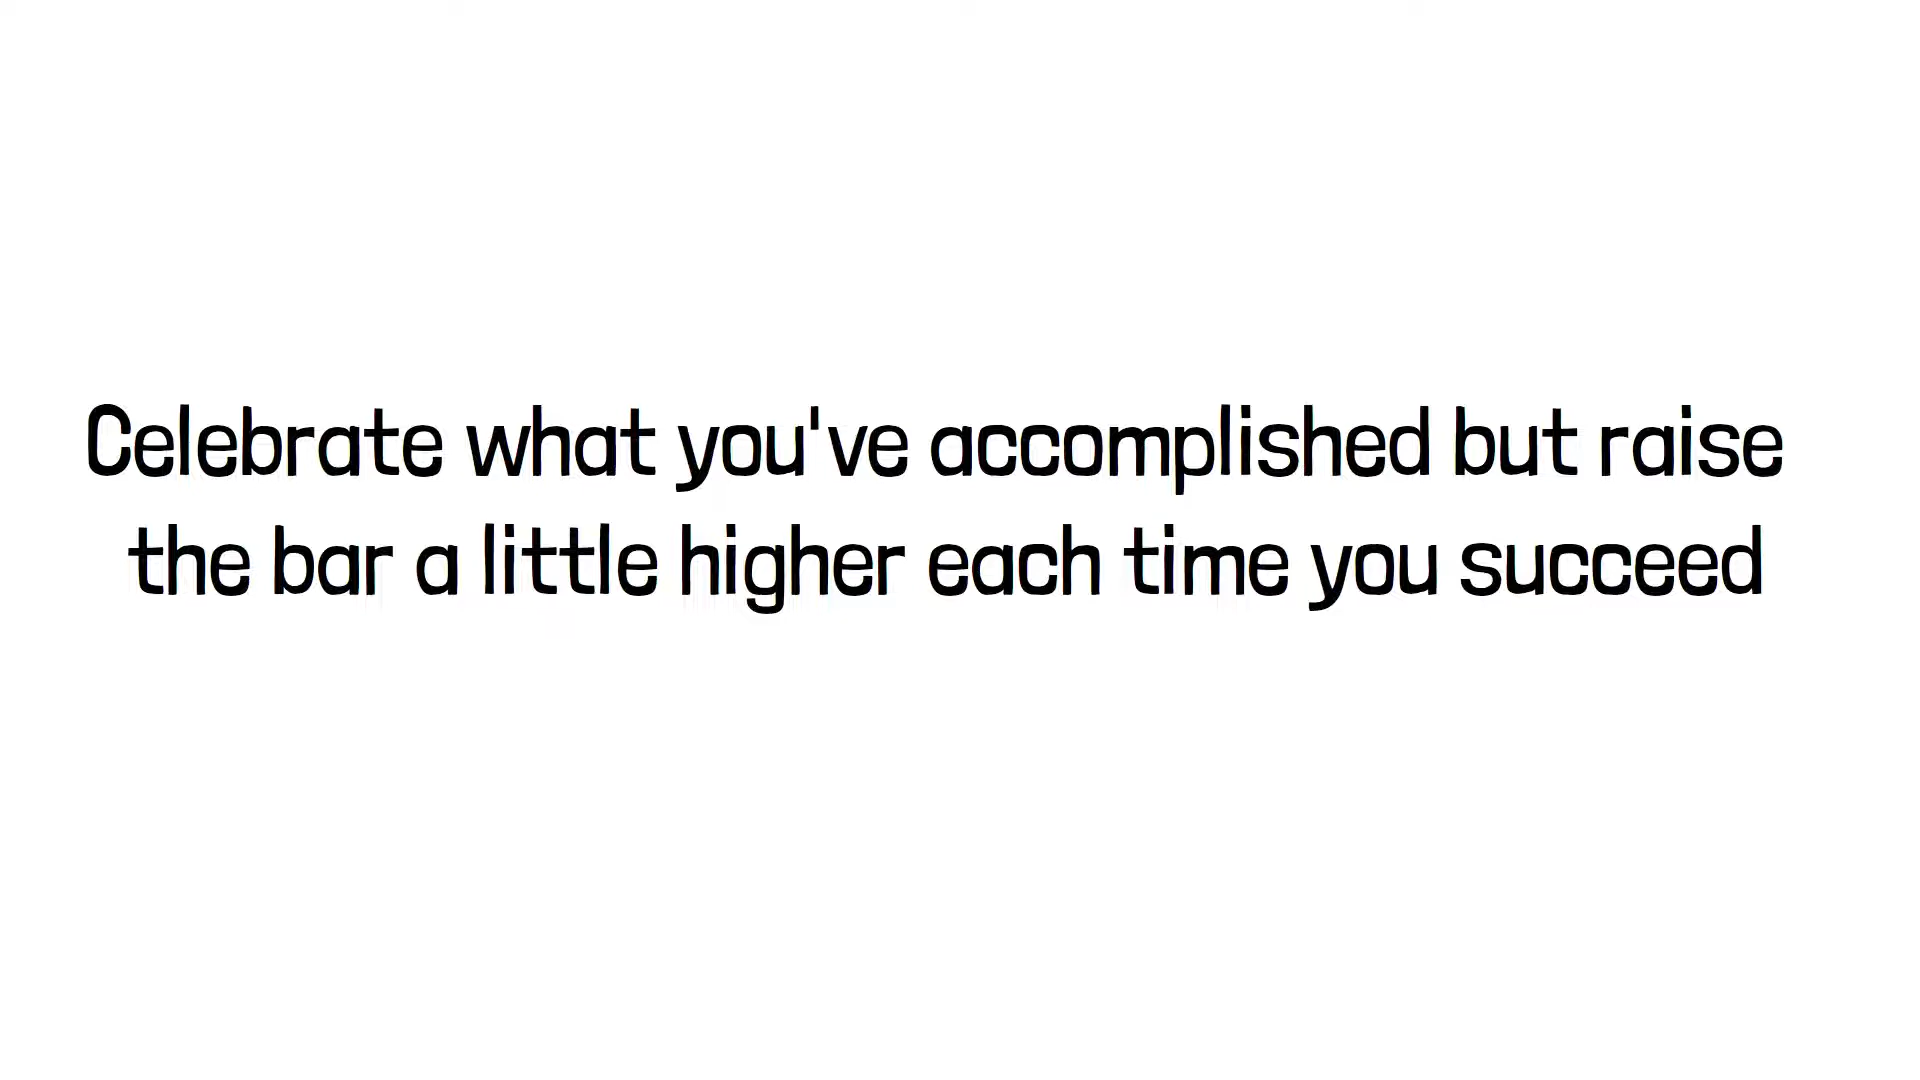 Celebrate what you've accomplished but raise
the bar a little higher each time you succeed